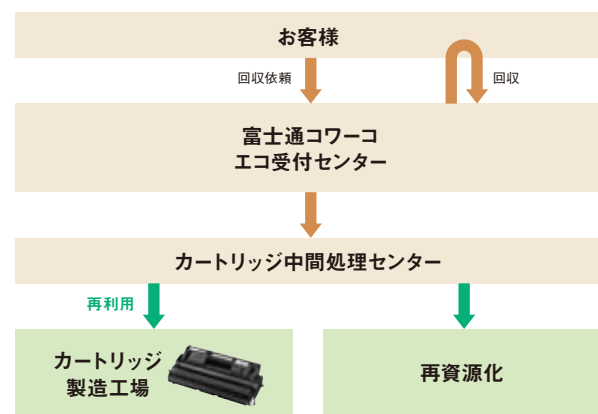 お客様
回収依頼
回収
富士通コワーコ
エコ受付センター
カートリッジ中間処理センター
再利用
カートリッジ
製造工場
再資源化